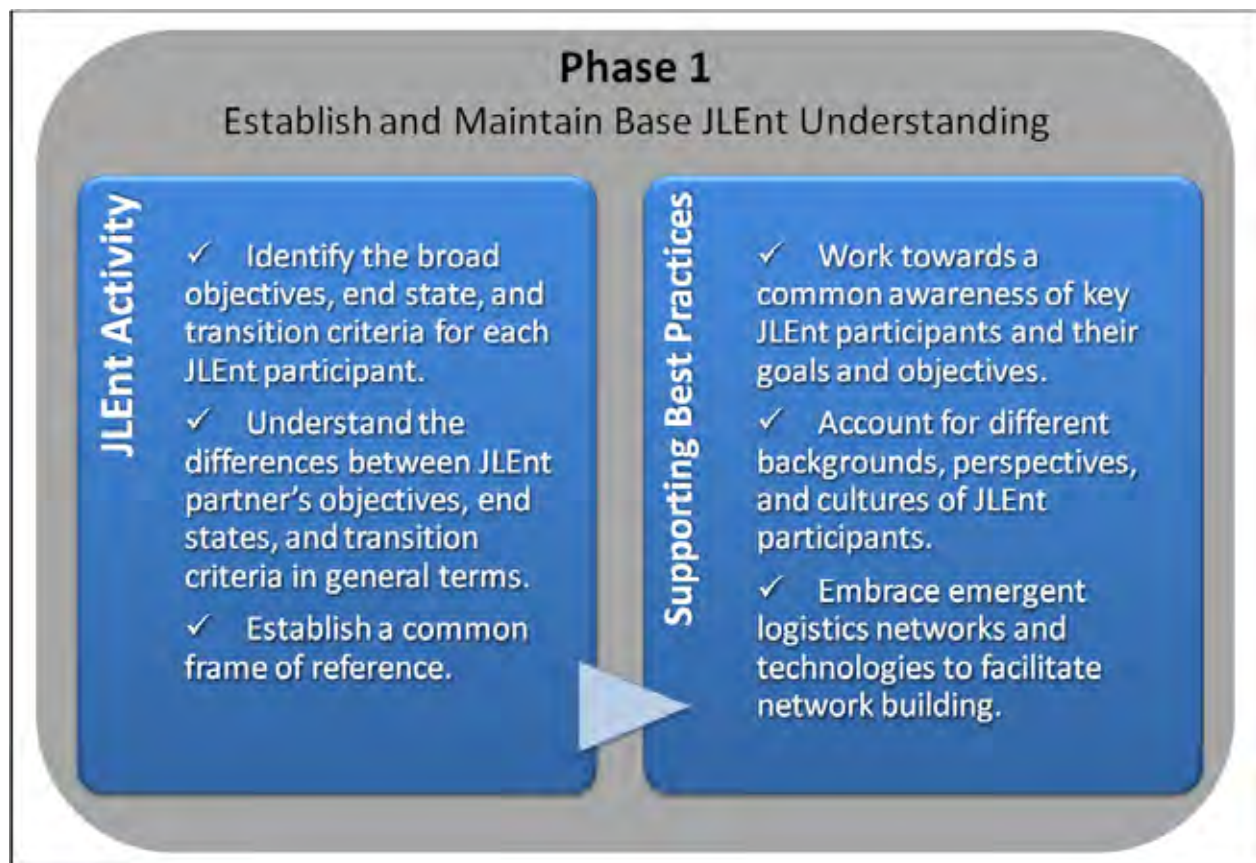 Phase 1
Establish and Maintain Base JLEnt Understanding
JLEnt Activity
✓ Identify the broad
objectives, end state, and
transition criteria for each
JLEnt participant.
✓ Understand the
differences between JLEnt
partner's objectives, end
states, and transition
criteria in general terms.
✓ Establish a common
frame of reference.
Supporting Best Practices
✓ Work towards a
common awareness of key
JLEnt participants and their
goals and objectives.
✓ Account for different
backgrounds, perspectives,
and cultures of JLEnt
participants.
✓ Embrace emergent
logistics networks and
technologies to facilitate
network building.